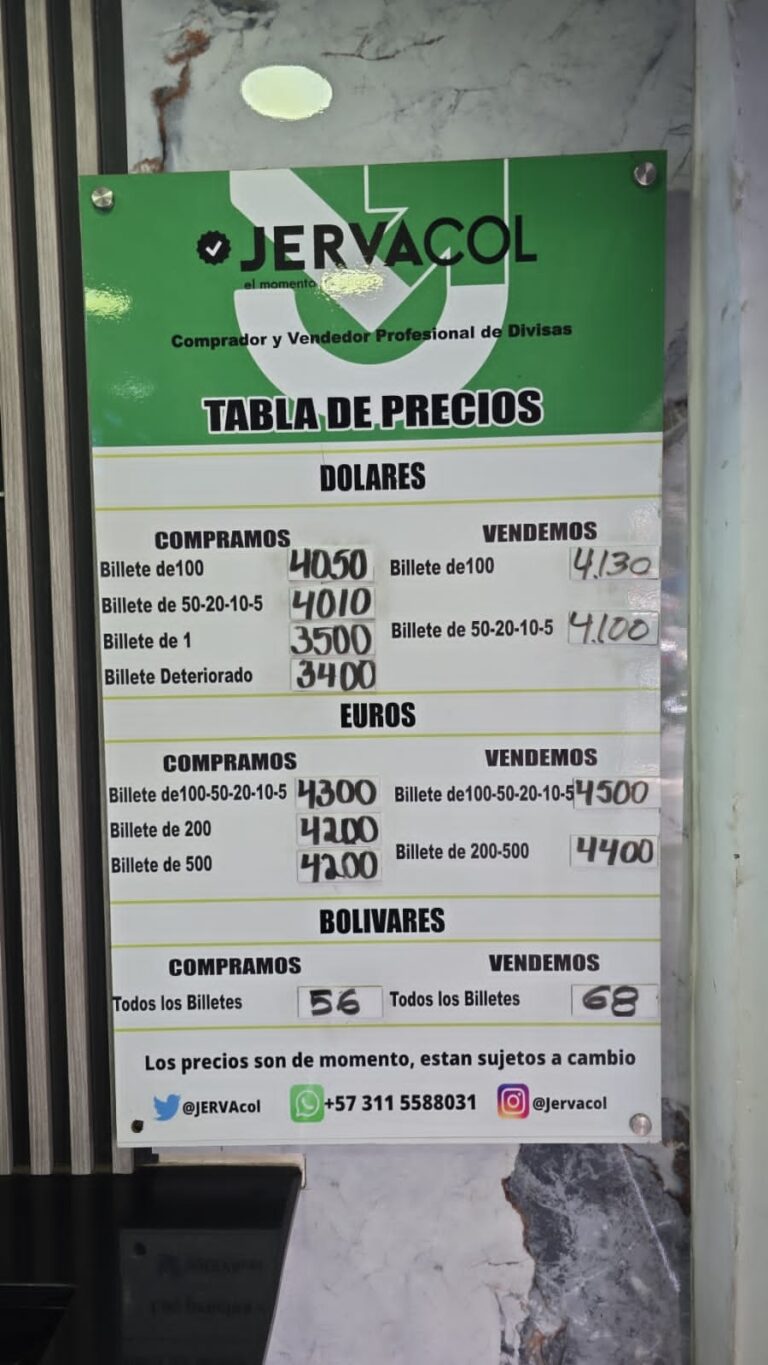 JERVACOL
el momento
Comprador y Vendedor Profesional de Divisas
TABLA DE PRECIOS
DOLARES
COMPRAMOS VENDEMOS
Billete de100 4050 Billete de100 4.130
Billete de 50-20-10-5 4010 Billete de 50-20-10-5 4.100
Billete de 1 3500
Billete Deteriorado 3400
EUROS
COMPRAMOS VENDEMOS
Billete de100-50-20-10-5 4300 Billete de100-50-20-10-5 4500
Billete de 200 4200
Billete de 500 4200 Billete de 200-500 4400
BOLIVARES
COMPRAMOS VENDEMOS
Todos los Billetes 56 Todos los Billetes 68
Los precios son de momento, estan sujetos a cambio
@JERVAcol +57 311 5588031 @Jervacol